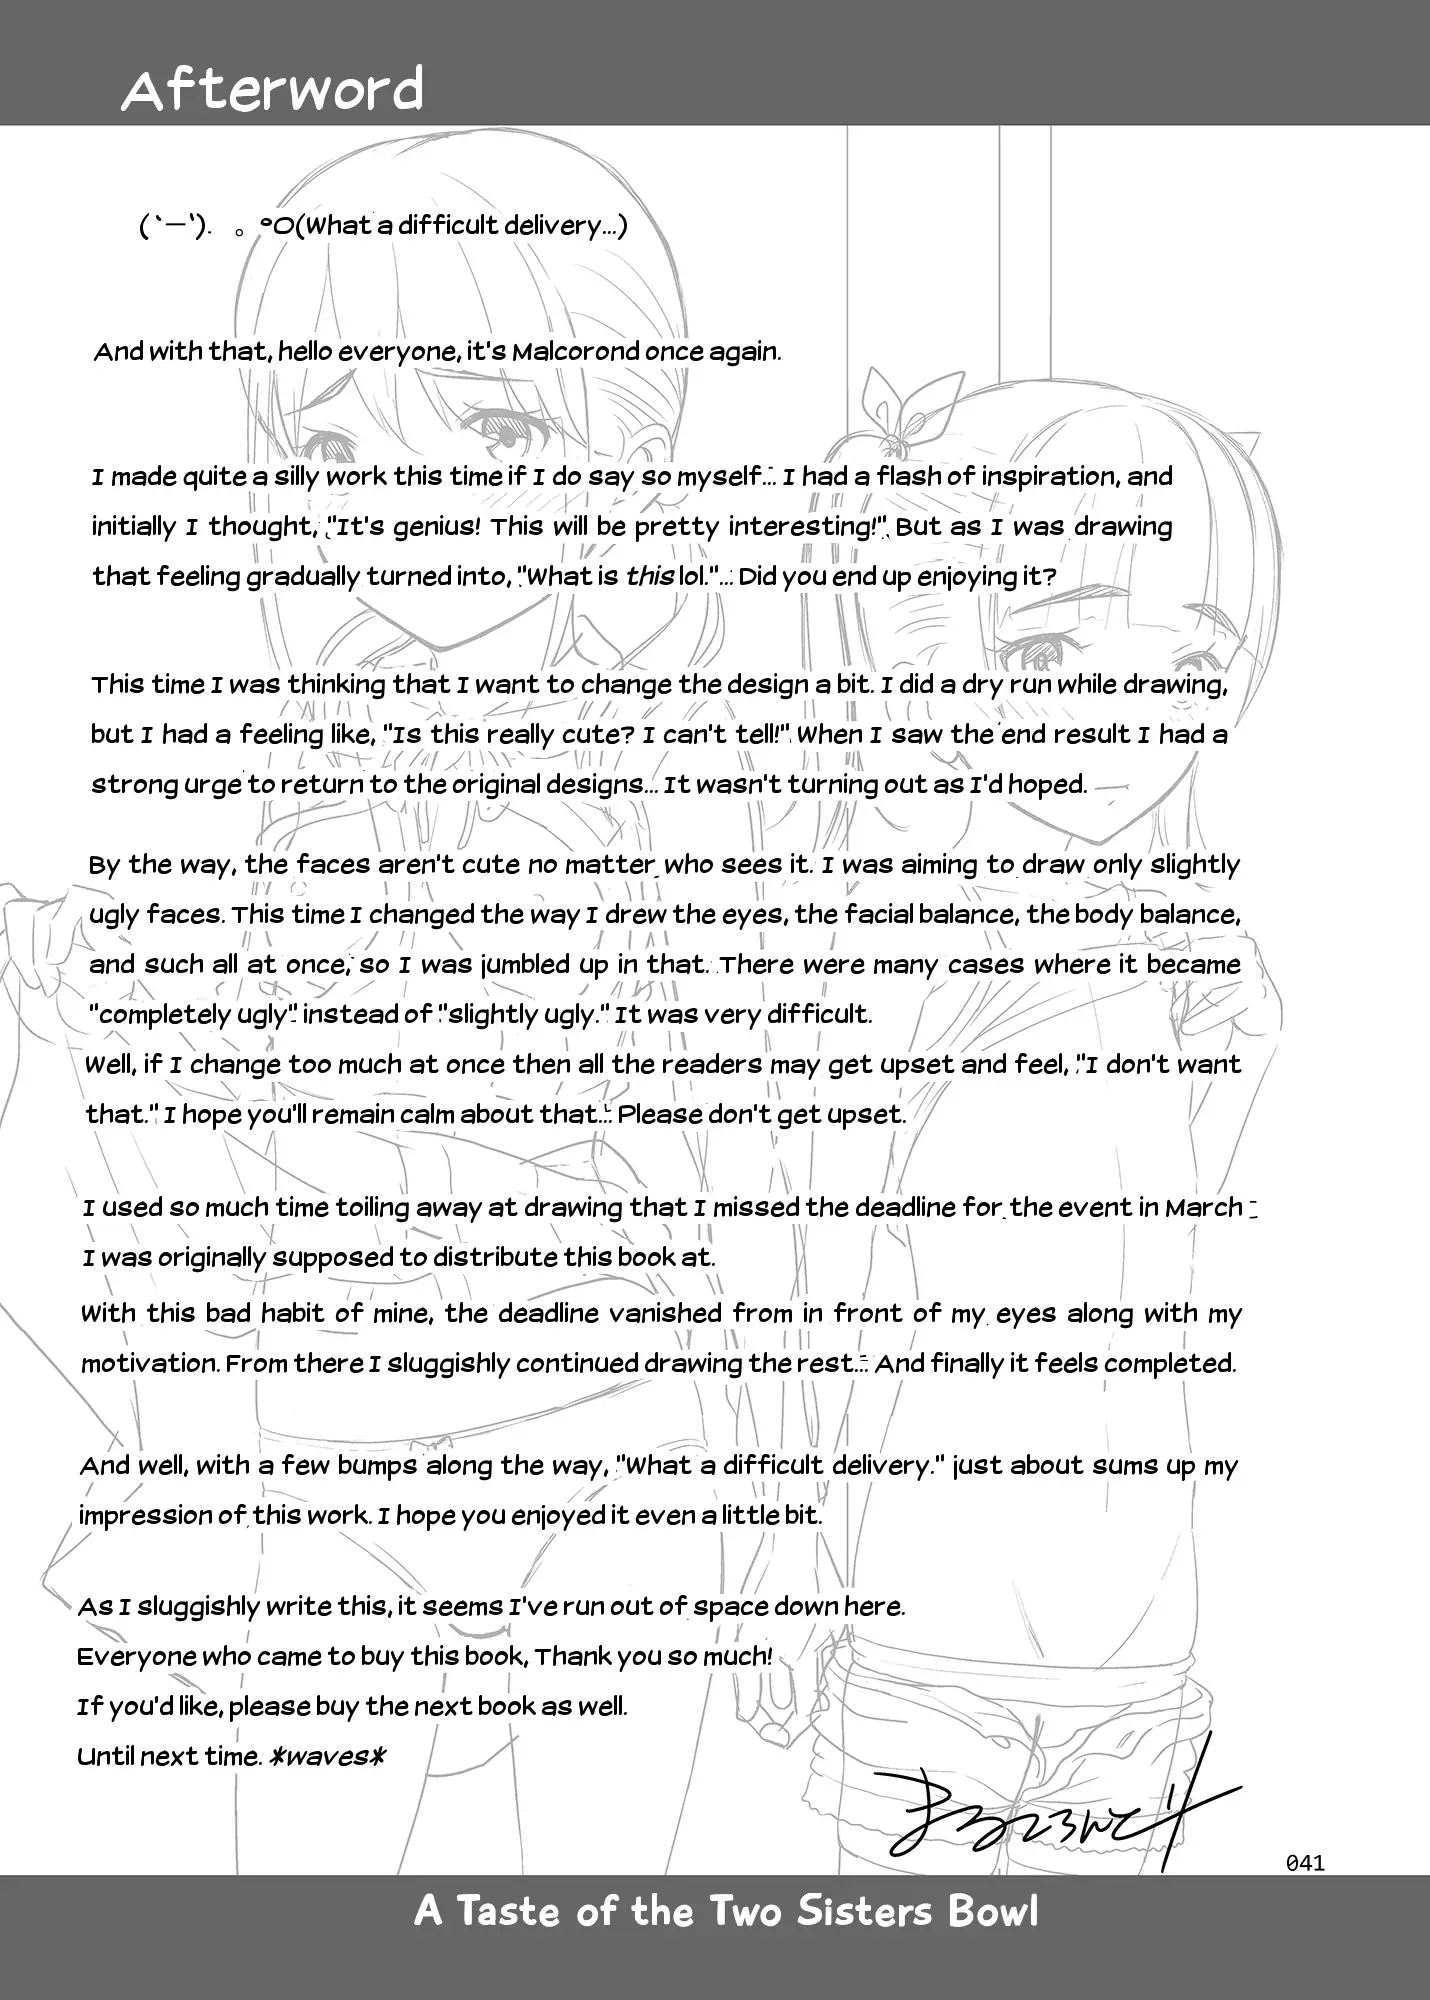 Afterword
(｀－´). 。°O(What a difficult delivery...)
And with that, hello everyone, it's Malcorond once again.
I made quite a silly work this time if I do say so myself... I had a flash of inspiration, and
initially I thought, "It's genius! This will be pretty interesting!" But as I was drawing
that feeling gradually turned into, "What is this lol."... Did you end up enjoying it?
This time I was thinking that I want to change the design a bit. I did a dry run while drawing,
but I had a feeling like, "Is this really cute? I can't tell!" When I saw the end result I had a
strong urge to return to the original designs... It wasn't turning out as I'd hoped.
By the way, the faces aren't cute no matter who sees it. I was aiming to draw only slightly
ugly faces. This time I changed the way I drew the eyes, the facial balance, the body balance,
and such all at once, so I was jumbled up in that. There were many cases where it became
"completely ugly" instead of "slightly ugly." It was very difficult.
Well, if I change too much at once then all the readers may get upset and feel, "I don't want
that." I hope you'll remain calm about that... Please don't get upset.
I used so much time toiling away at drawing that I missed the deadline for the event in March
I was originally supposed to distribute this book at.
With this bad habit of mine, the deadline vanished from in front of my eyes along with my
motivation. From there I sluggishly continued drawing the rest... And finally it feels completed.
And well, with a few bumps along the way, "What a difficult delivery." just about sums up my
impression of this work. I hope you enjoyed it even a little bit.
As I sluggishly write this, it seems I've run out of space down here.
Everyone who came to buy this book, Thank you so much!
If you'd like, please buy the next book as well.
Until next time. *waves*
まるころんど
041
A Taste of the Two Sisters Bowl